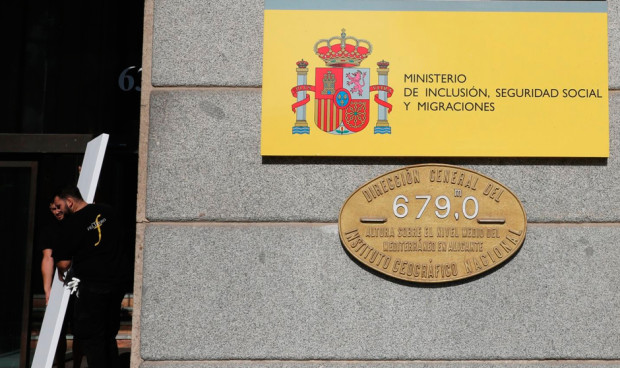 MINISTERIO
DE INCLUSIÓN, SEGURIDAD SOCIAL
Y MIGRACIONES
DIRECCIÓN GENERAL DEL
m
679,0
ALTURA SOBRE EL NIVEL MEDIO DEL
MEDITERRÁNEO EN ALICANTE
INSTITUTO GEOGRÁFICO NACIONAL